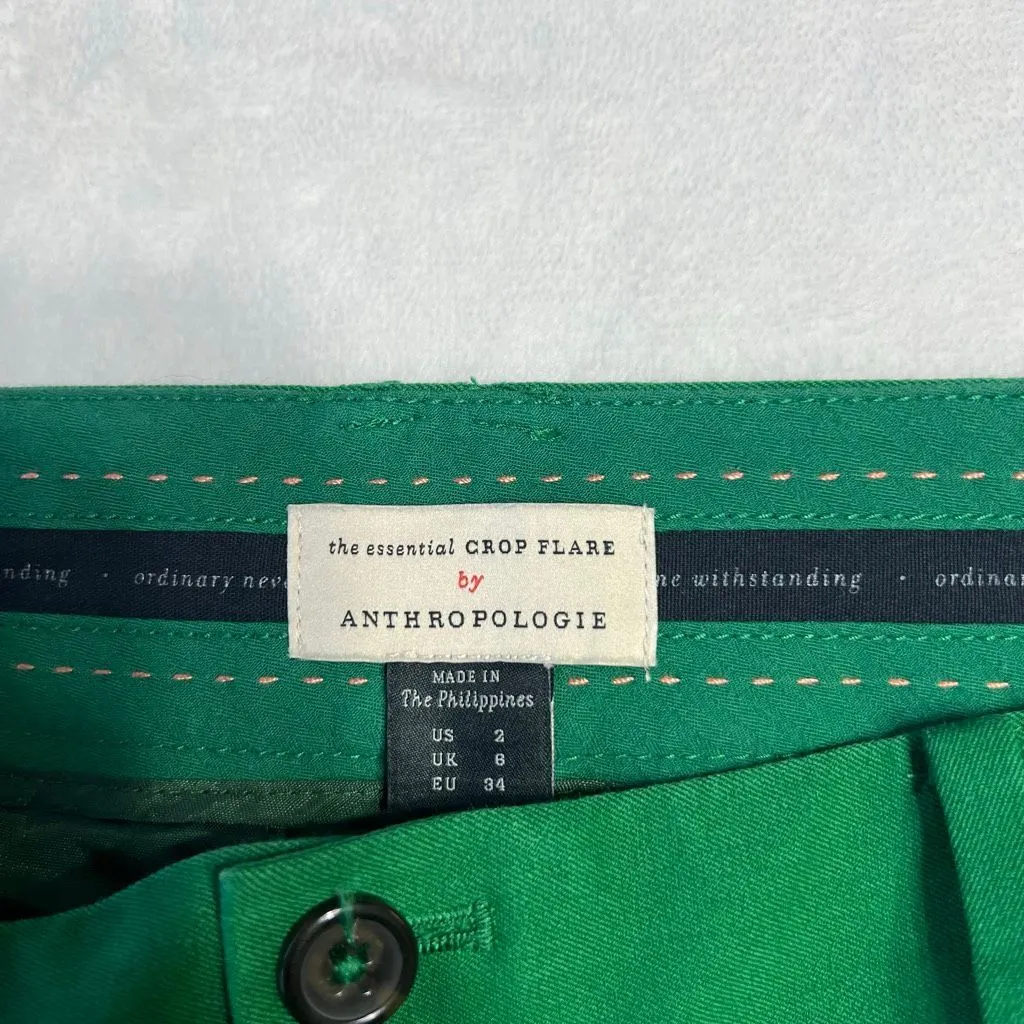 nding · ordinary nev
ne withstanding · ordinar
the essential CROP FLARE
by
ANTHROPOLOGIE
MADE IN
The Philippines
US 2
UK 6
EU 34